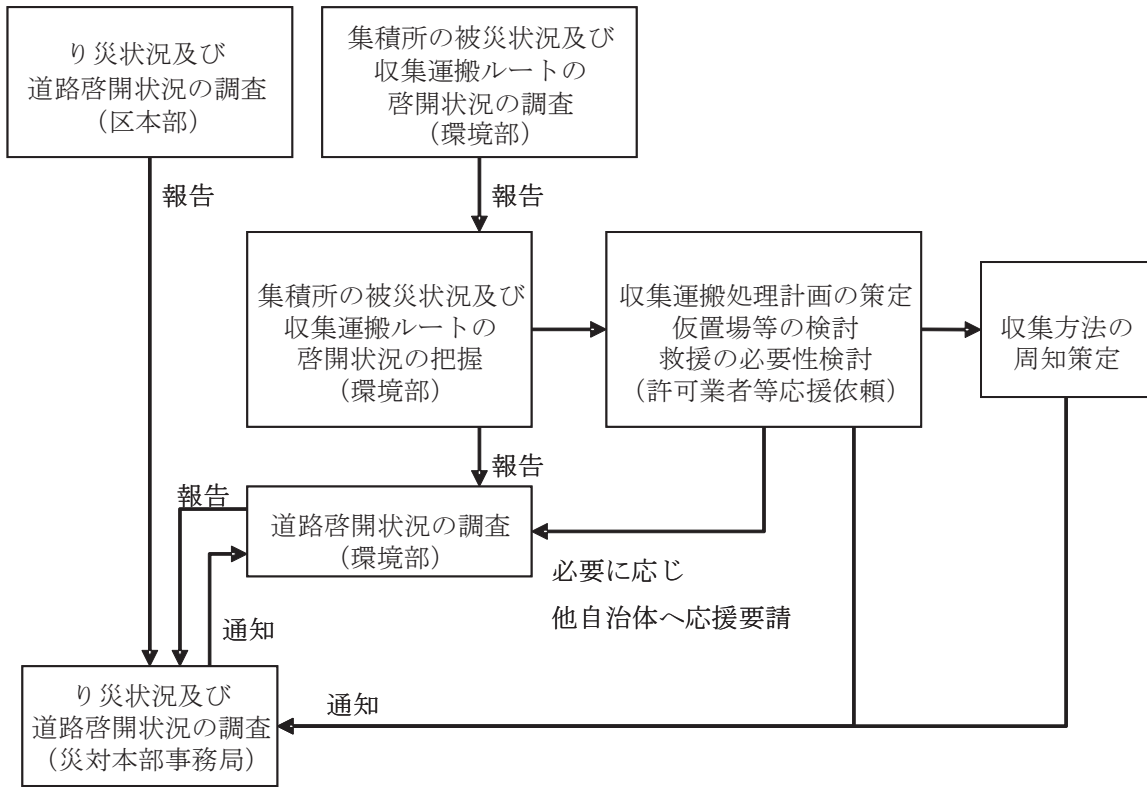 り災状況及び
道路啓開状況の調査
（区本部）
集積所の被災状況及び
収集運搬ルートの
啓開状況の調査
（環境部）
報告
報告
集積所の被災状況及び
収集運搬ルートの
啓開状況の把握
（環境部）
収集運搬処理計画の策定
仮置場等の検討
救援の必要性検討
（許可業者等応援依頼）
収集方法の
周知策定
報告
報告
道路啓開状況の調査
（環境部）
必要に応じ
他自治体へ応援要請
通知
り災状況及び
道路啓開状況の調査
（災対本部事務局）
通知